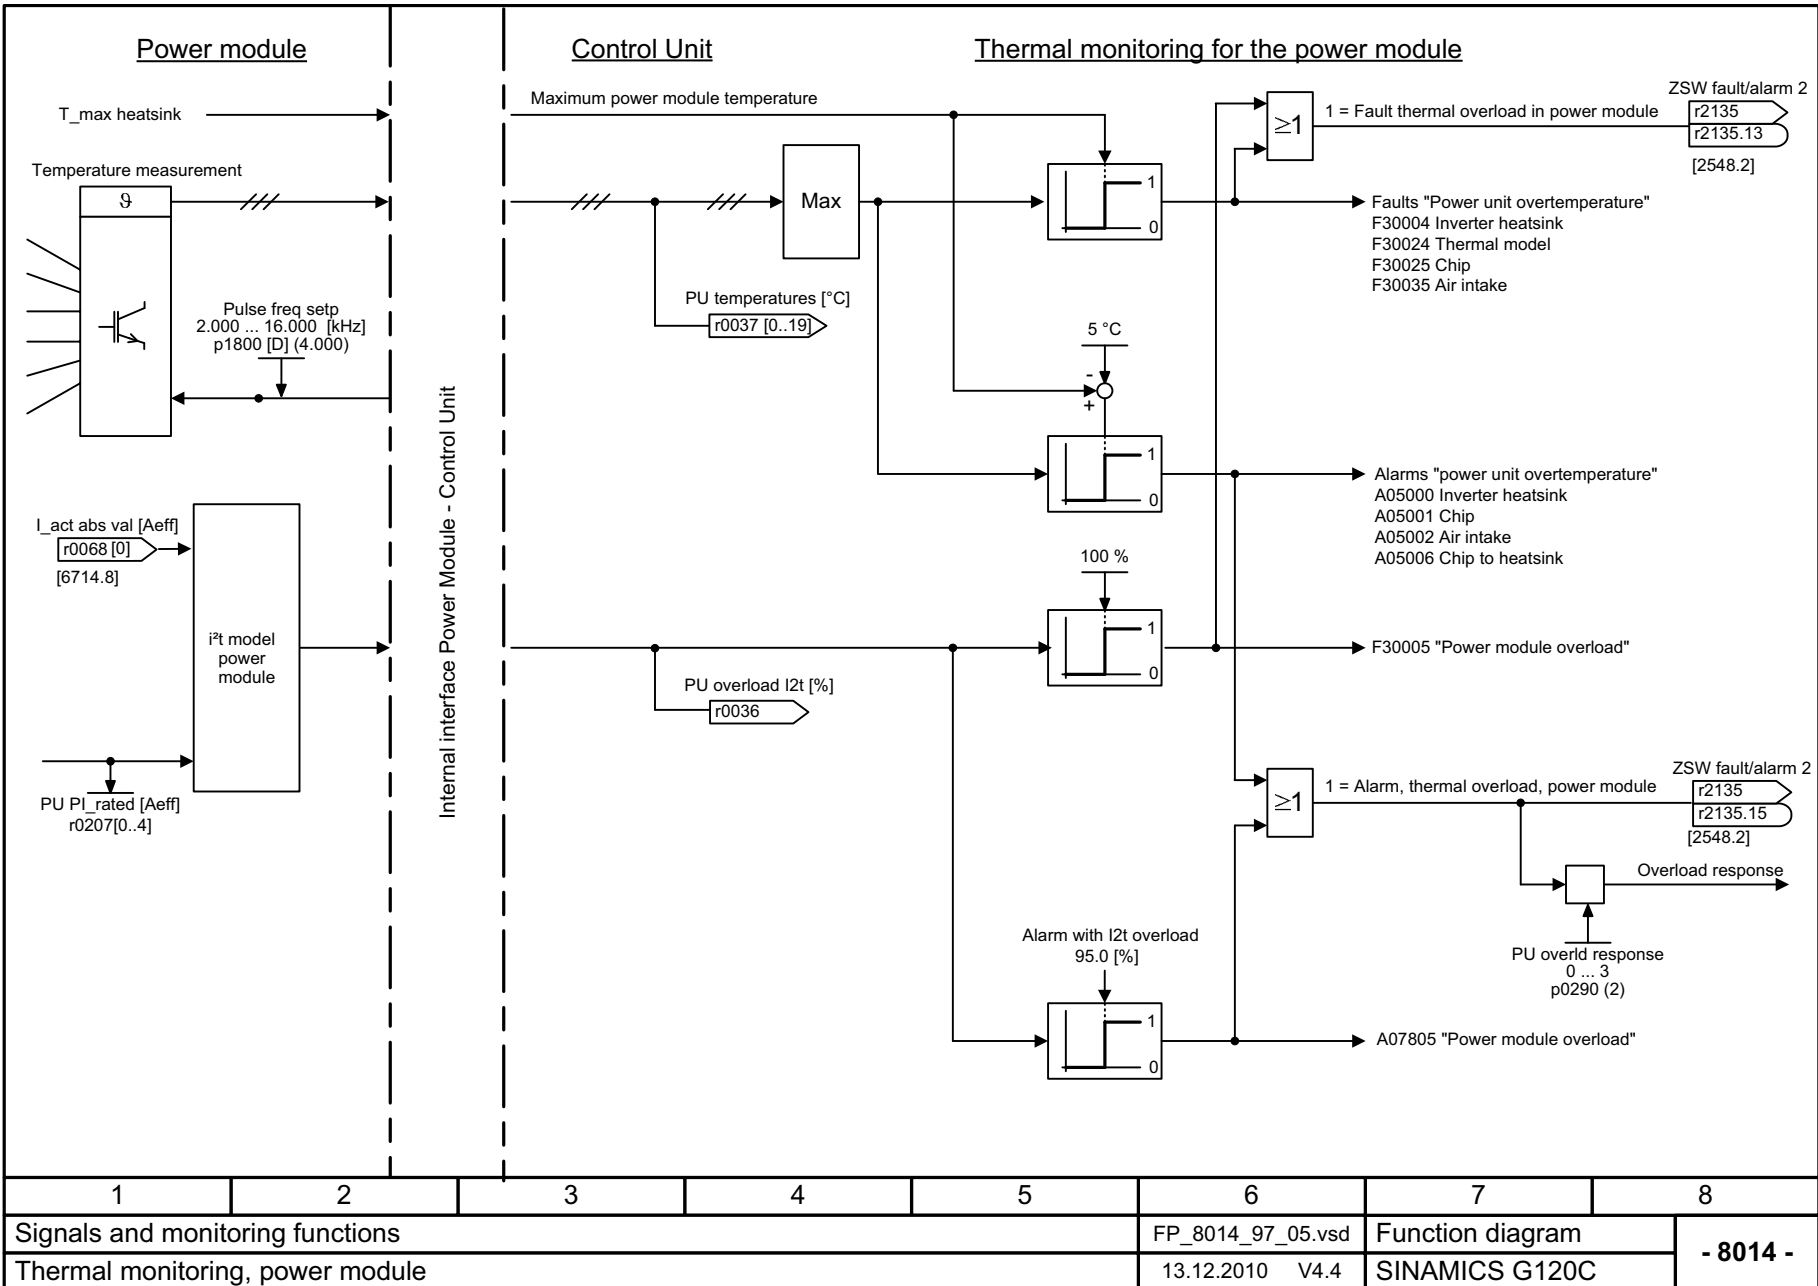 Power module
Control Unit
Thermal monitoring for the power module
T_max heatsink
Maximum power module temperature
≥1
1 = Fault thermal overload in power module
ZSW fault/alarm 2
r2135
r2135.13
[2548.2]
Temperature measurement
ϑ
Max
1
0
Faults "Power unit overtemperature"
F30004 Inverter heatsink
F30024 Thermal model
F30025 Chip
F30035 Air intake
Pulse freq setp
2.000 ... 16.000 [kHz]
p1800 [D] (4.000)
PU temperatures [°C]
r0037 [0..19]
5 °C
-
+
Internal interface Power Module - Control Unit
1
0
Alarms "power unit overtemperature"
A05000 Inverter heatsink
A05001 Chip
A05002 Air intake
A05006 Chip to heatsink
I_act abs val [Aeff]
r0068 [0]
[6714.8]
i²t model
power
module
100 %
1
0
F30005 "Power module overload"
PU overload I2t [%]
r0036
PU PI_rated [Aeff]
r0207[0..4]
≥1
1 = Alarm, thermal overload, power module
ZSW fault/alarm 2
r2135
r2135.15
[2548.2]
Overload response
PU overld response
0 ... 3
p0290 (2)
Alarm with I2t overload
95.0 [%]
1
0
A07805 "Power module overload"
1 2 3 4 5 6 7 8
Signals and monitoring functions
FP_8014_97_05.vsd
Function diagram
- 8014 -
Thermal monitoring, power module
13.12.2010 V4.4
SINAMICS G120C